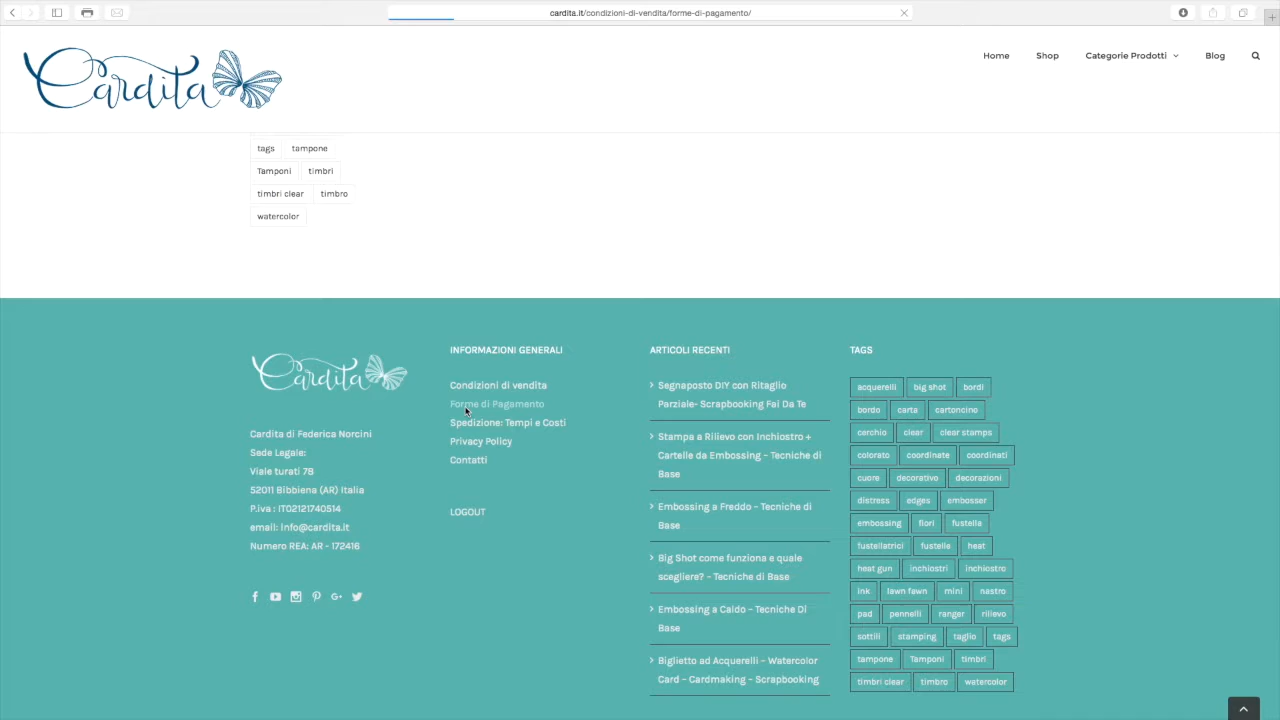 cardita.it/condizioni-di-vendita/forme-di-pagamento/
Cardita
Home Shop Categorie Prodotti Blog
tags tampone
Tamponi timbri
timbri clear timbro
watercolor
Cardita
Cardita di Federica Norcini
Sede Legale:
Viale turati 78
52011 Bibbiena (AR) Italia
P.iva : IT02121740514
email: info@cardita.it
Numero REA: AR - 172416
INFORMAZIONI GENERALI
Condizioni di vendita
Forme di Pagamento
Spedizione: Tempi e Costi
Privacy Policy
Contatti
LOGOUT
ARTICOLI RECENTI
Segnaposto DIY con Ritaglio
Parziale- Scrapbooking Fai Da Te
Stampa a Rilievo con Inchiostro +
Cartelle da Embossing – Tecniche di
Base
Embossing a Freddo – Tecniche di
Base
Big Shot come funziona e quale
scegliere? – Tecniche di Base
Embossing a Caldo – Tecniche Di
Base
Biglietto ad Acquerelli – Watercolor
Card – Cardmaking – Scrapbooking
TAGS
acquerelli big shot bordi
bordo carta cartoncino
cerchio clear clear stamps
colorato coordinate coordinati
cuore decorativo decorazioni
distress edges embosser
embossing fiori fustella
fustellatrici fustelle heat
heat gun inchiostri inchiostro
ink lawn fawn mini nastro
pad pennelli ranger rilievo
sottili stamping taglio tags
tampone Tamponi timbri
timbri clear timbro watercolor